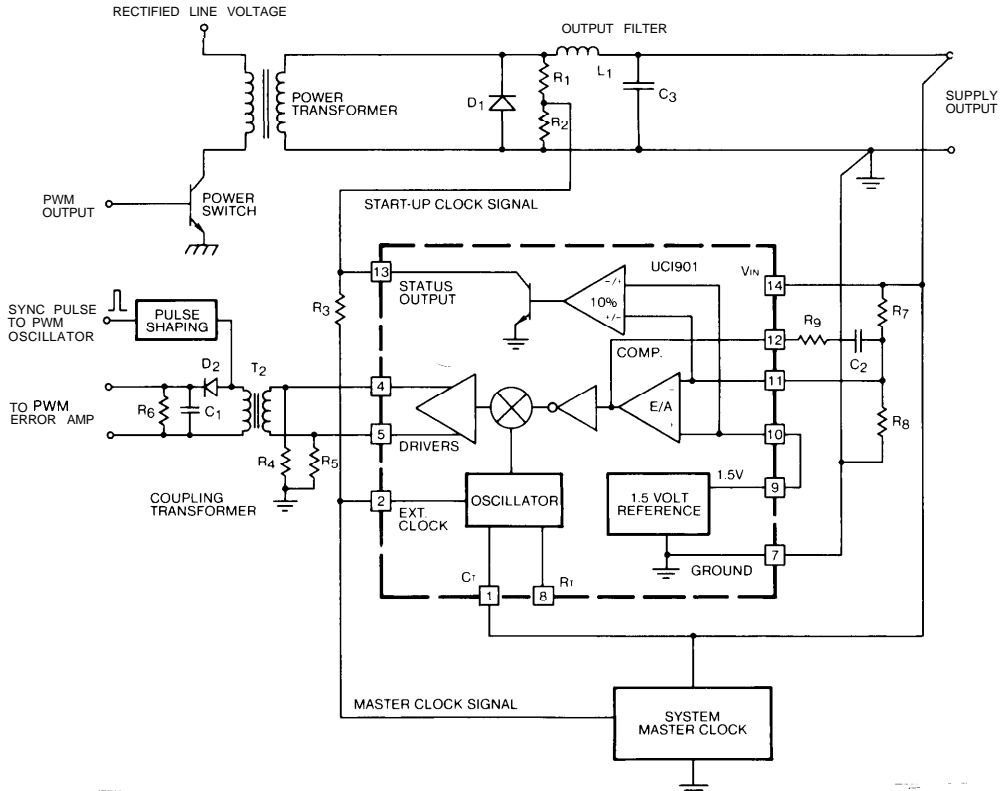 RECTIFIED LINE VOLTAGE
OUTPUT FILTER
POWER
TRANSFORMER
D1
R1
R2
L1
C3
SUPPLY
OUTPUT
PWM
OUTPUT
POWER
SWITCH
START-UP CLOCK SIGNAL
UC1901
VIN
13
STATUS
OUTPUT
-/+
10%
+/-
14
R3
R7
SYNC PULSE
TO PWM
OSCILLATOR
PULSE
SHAPING
12
R9
C2
COMP.
D2
T2
4
11
TO PWM
ERROR AMP
R6
C1
E/A
-
+
R8
5
DRIVERS
10
R4
R5
1.5V
9
COUPLING
TRANSFORMER
2
EXT.
CLOCK
OSCILLATOR
1.5 VOLT
REFERENCE
7
GROUND
CT
1
8
RT
MASTER CLOCK SIGNAL
SYSTEM
MASTER CLOCK